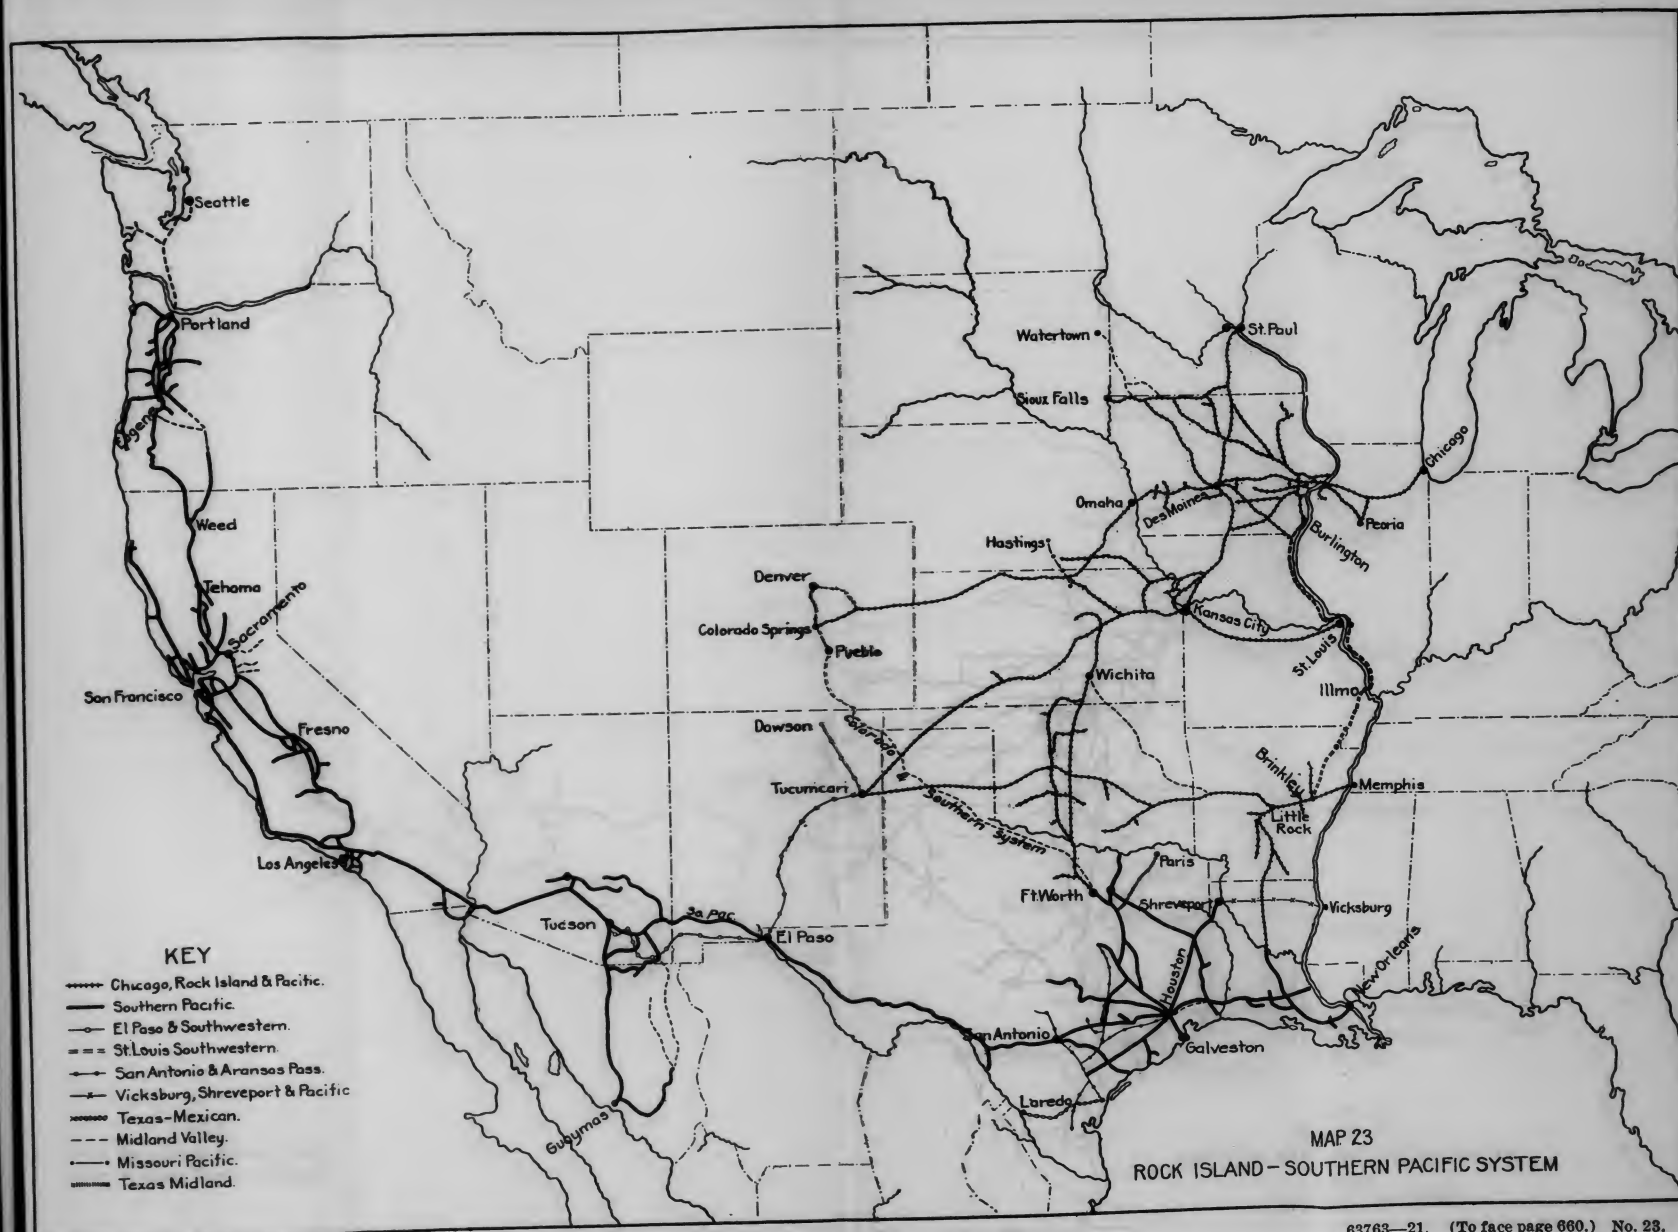 Seattle
Portland
Eugene
Weed
Tehama
Sacramento
San Francisco
Fresno
Los Angeles
Tucson
So. Pac.
El Paso
Guaymas
Denver
Colorado Springs
Pueblo
Dawson
Tucumcari
Colorado & Southern System
Watertown
St. Paul
Sioux Falls
Chicago
Omaha
Des Moines
Peoria
Burlington
Hastings
Kansas City
St. Louis
Illmo
Wichita
Brinkley
Memphis
Little Rock
Paris
Ft. Worth
Shreveport
Vicksburg
Houston
New Orleans
San Antonio
Galveston
Laredo
KEY
Chicago, Rock Island & Pacific.
Southern Pacific.
El Paso & Southwestern.
St. Louis Southwestern.
San Antonio & Aransas Pass.
Vicksburg, Shreveport & Pacific
Texas-Mexican.
Midland Valley.
Missouri Pacific.
Texas Midland.
MAP 23
ROCK ISLAND-SOUTHERN PACIFIC SYSTEM
63763—21. (To face page 660.) No. 23.